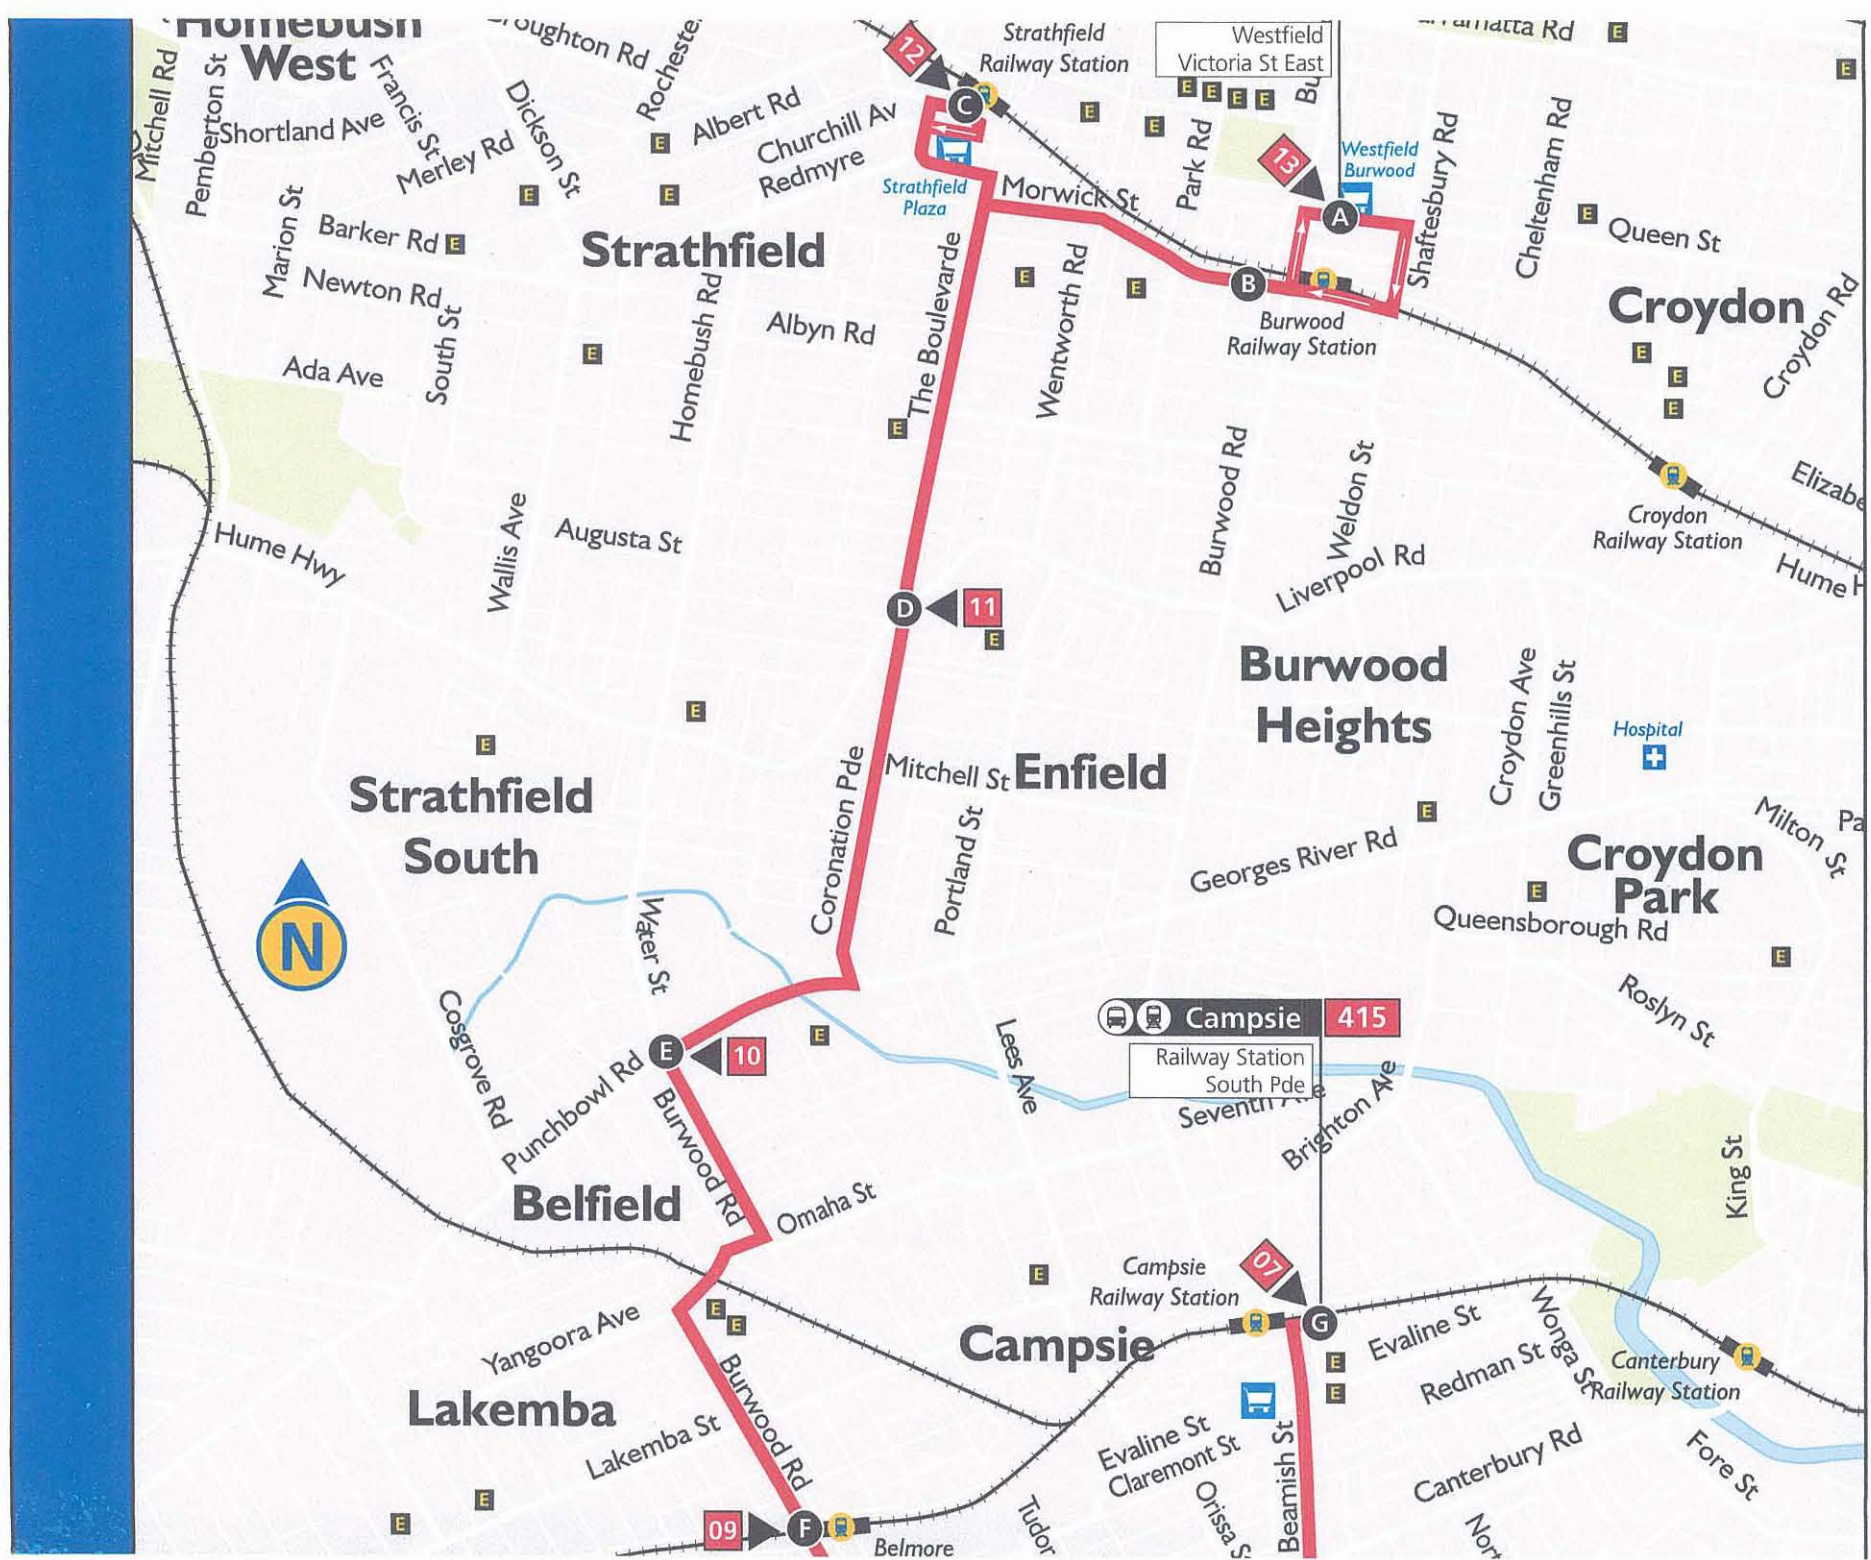 Homebush
West
oughton Rd
Rocheste
Strathfield
Railway Station
Westfield
Victoria St East
Bu
amatta Rd
E
E
12
C
Mitchell Rd
Pemberton St
Shortland Ave
Francis St
Merley Rd
Dickson St
Albert Rd
Churchill Av
Redmyre
E
E
E
E
E
E
E
E
E
Park Rd
13
Westfield
Burwood
A
Shaftesbury Rd
Cheltenham Rd
E
Queen St
Strathfield
Plaza
Morwick St
Marion St
Barker Rd
E
Newton Rd
Strathfield
The Boulevarde
E
Wentworth Rd
E
B
Burwood
Railway Station
Croydon
Croydon Rd
Ada Ave
South St
E
Homebush Rd
Albyn Rd
E
E
E
E
Burwood Rd
Weldon St
Liverpool Rd
Croydon
Railway Station
Elizabe
Hume H
Hume Hwy
Wallis Ave
Augusta St
D
11
E
Burwood
Heights
Croydon Ave
Greenhills St
Hospital
E
E
Strathfield
South
Coronation Pde
Mitchell St
Enfield
Portland St
E
Georges River Rd
Milton St
Pa
Croydon
Park
E
Queensborough Rd
E
N
Water St
Cosgrove Rd
Roslyn St
Campsie
415
Railway Station
South Pde
Lees Ave
Seventh Ave
Brighton Ave
E
E
10
Punchbowl Rd
Burwood Rd
Belfield
Omaha St
King St
E
Campsie
Railway Station
07
G
E
E
Yangoora Ave
Campsie
Evaline St
Redman St
Wonga St
Canterbury
Railway Station
E
E
Lakemba
Lakemba St
Burwood Rd
Evaline St
Claremont St
Orissa S
Beamish St
Canterbury Rd
Fore St
E
E
09
F
Belmore
Tudor
Nort